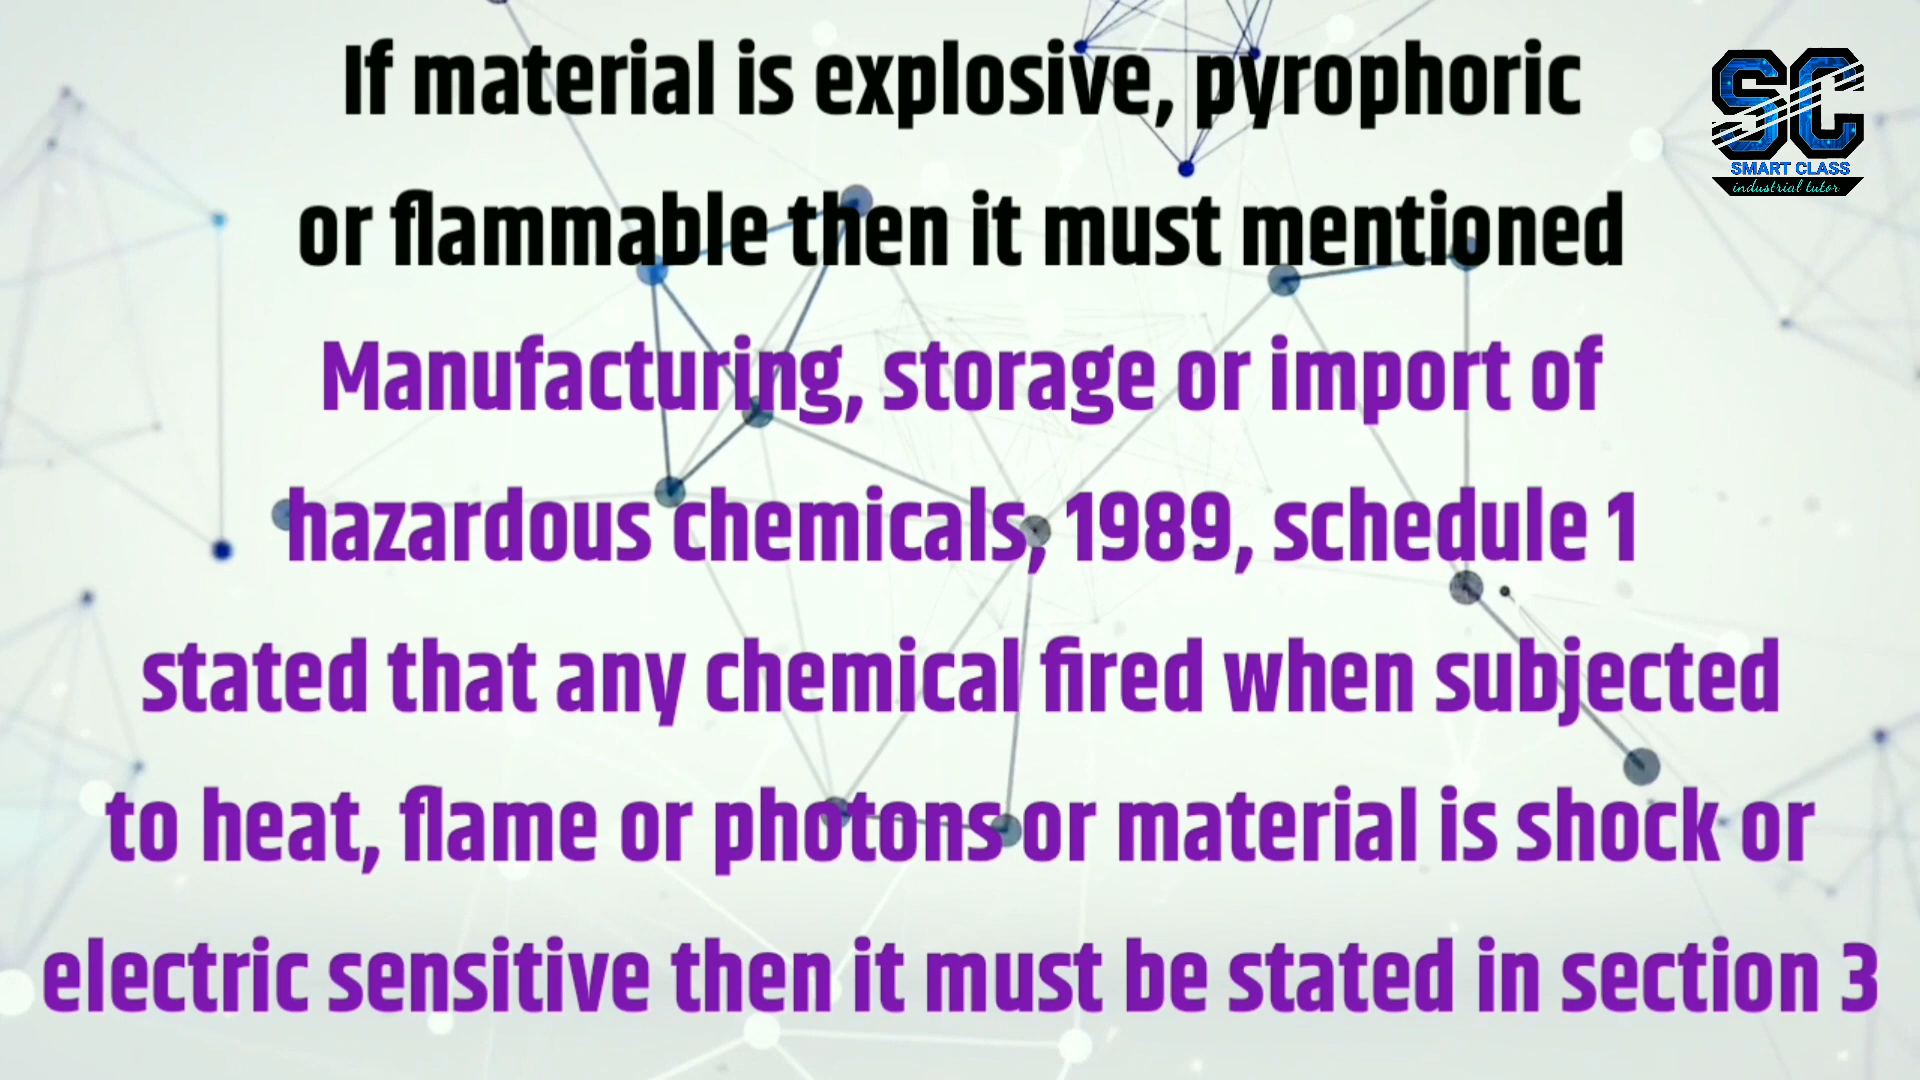 If material is explosive, pyrophoric
or flammable then it must mentioned
Manufacturing, storage or import of
hazardous chemicals, 1989, schedule 1
stated that any chemical fired when subjected
to heat, flame or photons or material is shock or
electric sensitive then it must be stated in section 3
SC
SMART CLASS
industrial tutor